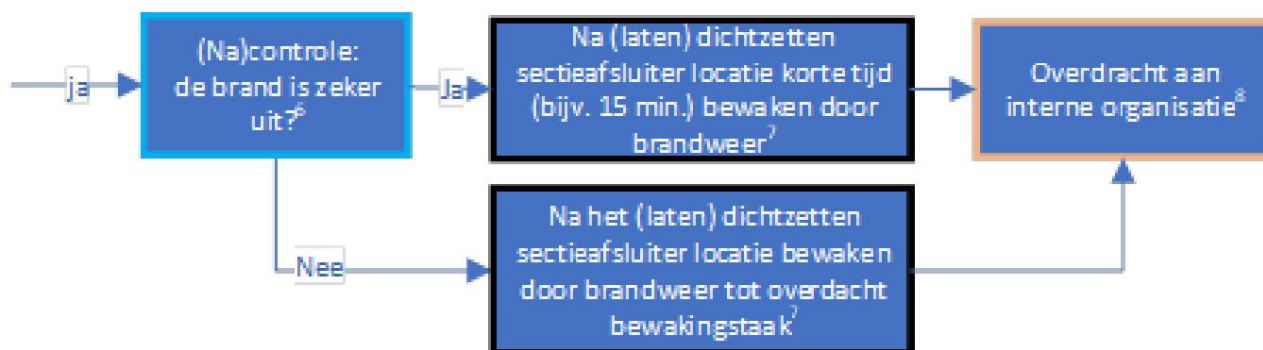 ja
(Na)controle:
de brand is zeker
uit?⁶
Ja
Na (laten) dichtzetten
sectieafsluiter locatie korte tijd
(bijv. 15 min.) bewaken door
brandweer⁷
Overdracht aan
interne organisatie⁸
Nee
Na het (laten) dichtzetten
sectieafsluiter locatie bewaken
door brandweer tot overdacht
bewakingstaak⁷